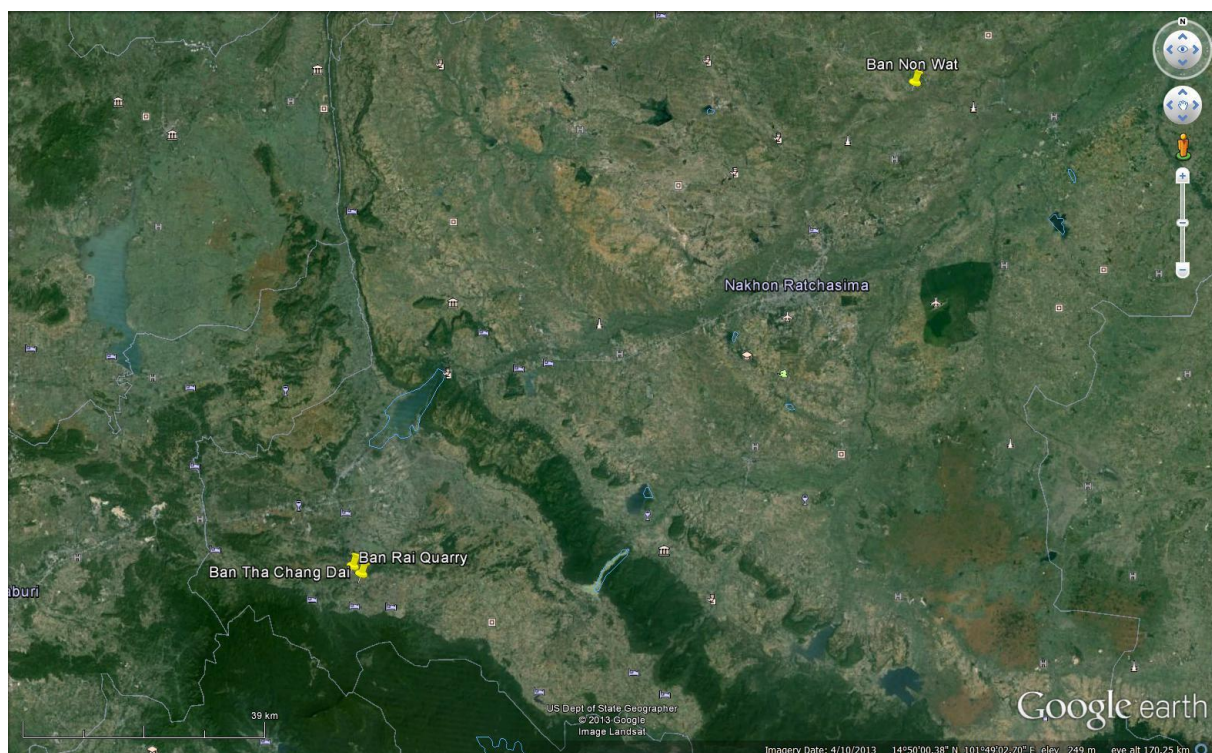 N
Ban Non Wat
Nakhon Ratchasima
Ban Rai Quarry
Ban Tha Chang Dai
aburi
39 km
US Dept of State Geographer
© 2013 Google
Image Landsat
Google earth
Imagery Date: 4/10/2013 14°50'00.38" N 101°49'02.70" E elev 249 m eye alt 170.25 km